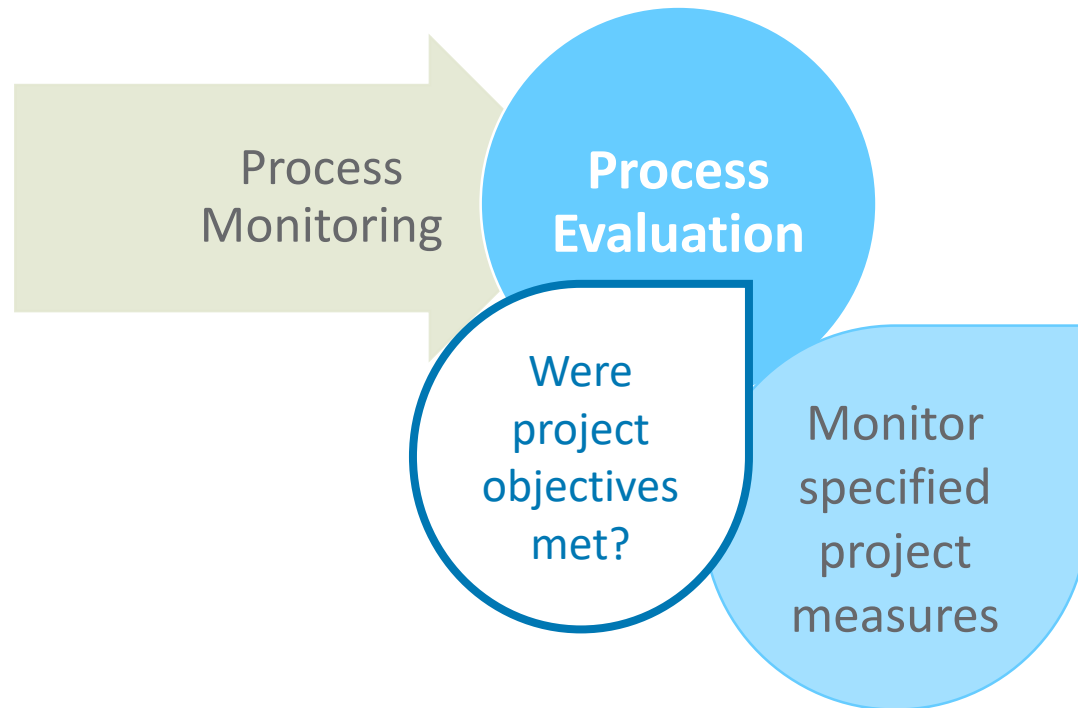 Process
Monitoring
Process
Evaluation
Were
project
objectives
met?
Monitor
specified
project
measures